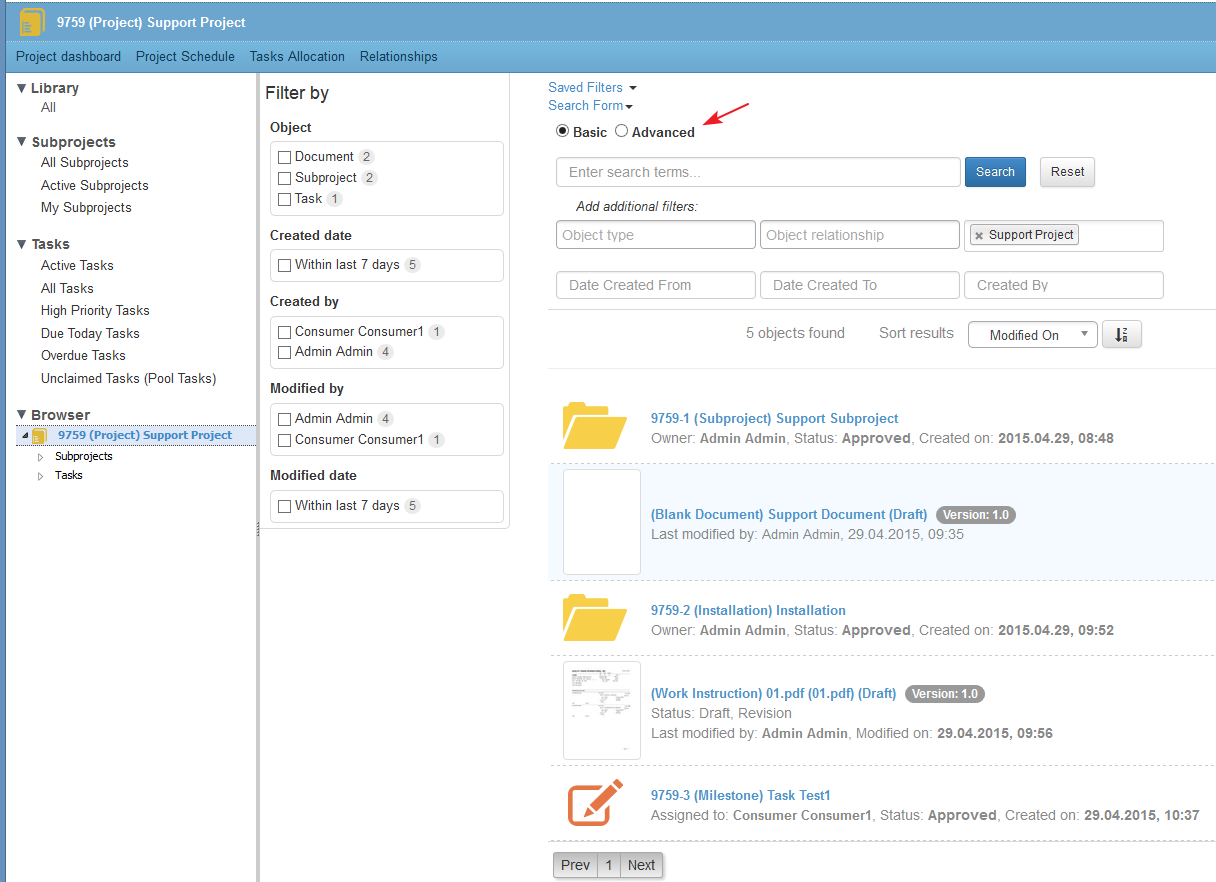 9759 (Project) Support Project
Project dashboard Project Schedule Tasks Allocation Relationships
Library
All
Subprojects
All Subprojects
Active Subprojects
My Subprojects
Tasks
Active Tasks
All Tasks
High Priority Tasks
Due Today Tasks
Overdue Tasks
Unclaimed Tasks (Pool Tasks)
Browser
9759 (Project) Support Project
Subprojects
Tasks
Filter by
Object
Document 2
Subproject 2
Task 1
Created date
Within last 7 days 5
Created by
Consumer Consumer1 1
Admin Admin 4
Modified by
Admin Admin 4
Consumer Consumer1 1
Modified date
Within last 7 days 5
Saved Filters
Search Form
Basic Advanced
Enter search terms... Search Reset
Add additional filters:
Object type Object relationship × Support Project
Date Created From Date Created To Created By
5 objects found Sort results Modified On
9759-1 (Subproject) Support Subproject
Owner: Admin Admin, Status: Approved, Created on: 2015.04.29, 08:48
(Blank Document) Support Document (Draft) Version: 1.0
Last modified by: Admin Admin, 29.04.2015, 09:35
9759-2 (Installation) Installation
Owner: Admin Admin, Status: Approved, Created on: 2015.04.29, 09:52
(Work Instruction) 01.pdf (01.pdf) (Draft) Version: 1.0
Status: Draft, Revision
Last modified by: Admin Admin, Modified on: 29.04.2015, 09:56
9759-3 (Milestone) Task Test1
Assigned to: Consumer Consumer1, Status: Approved, Created on: 29.04.2015, 10:37
Prev 1 Next